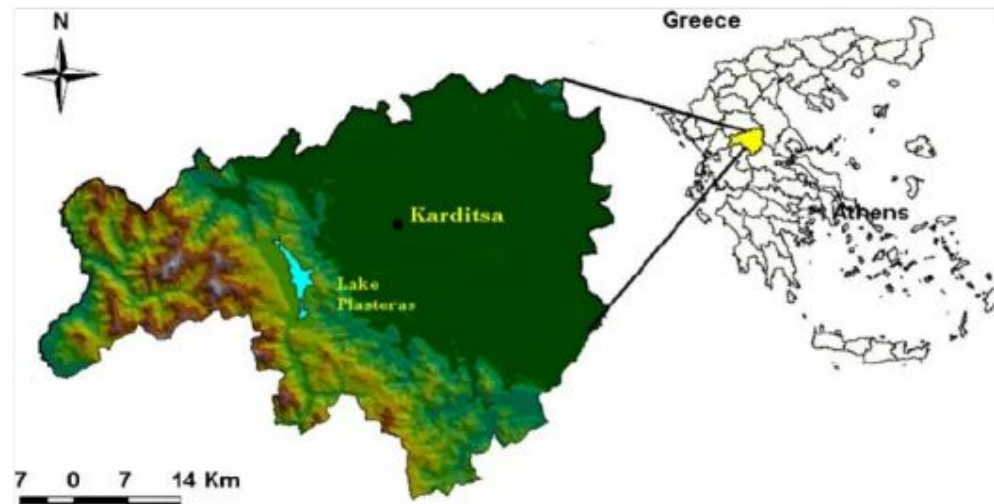 N
Greece
Karditsa
Athens
Lake
Plasteras
7 0 7 14 Km